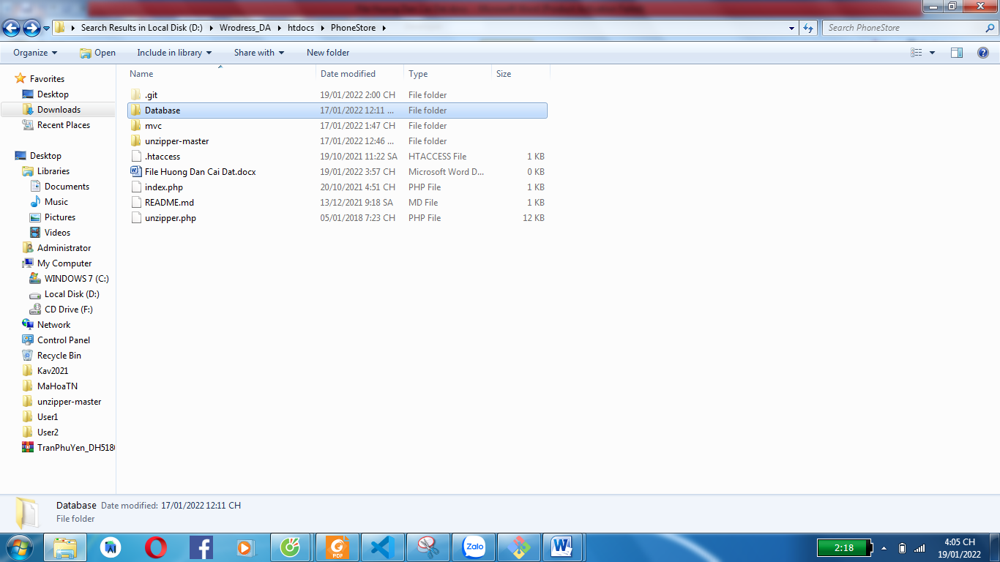 Search Results in Local Disk (D:) Wrodress_DA htdocs PhoneStore
Search PhoneStore
Organize Open Include in library Share with New folder
Name Date modified Type Size
.git 19/01/2022 2:00 CH File folder
Database 17/01/2022 12:11 ... File folder
mvc 17/01/2022 1:47 CH File folder
unzipper-master 17/01/2022 12:46 ... File folder
.htaccess 19/10/2021 11:22 SA HTACCESS File 1 KB
File Huong Dan Cai Dat.docx 19/01/2022 3:57 CH Microsoft Word D... 0 KB
index.php 20/10/2021 4:51 CH PHP File 1 KB
README.md 13/12/2021 9:18 SA MD File 1 KB
unzipper.php 05/01/2018 7:23 CH PHP File 12 KB
Favorites
Desktop
Downloads
Recent Places
Desktop
Libraries
Documents
Music
Pictures
Videos
Administrator
My Computer
WINDOWS 7 (C:)
Local Disk (D:)
CD Drive (F:)
Network
Control Panel
Recycle Bin
Kav2021
MaHoaTN
unzipper-master
User1
User2
TranPhuYen_DH518
Database Date modified: 17/01/2022 12:11 CH
File folder
PDF
Zalo
2:18
4:05 CH
19/01/2022